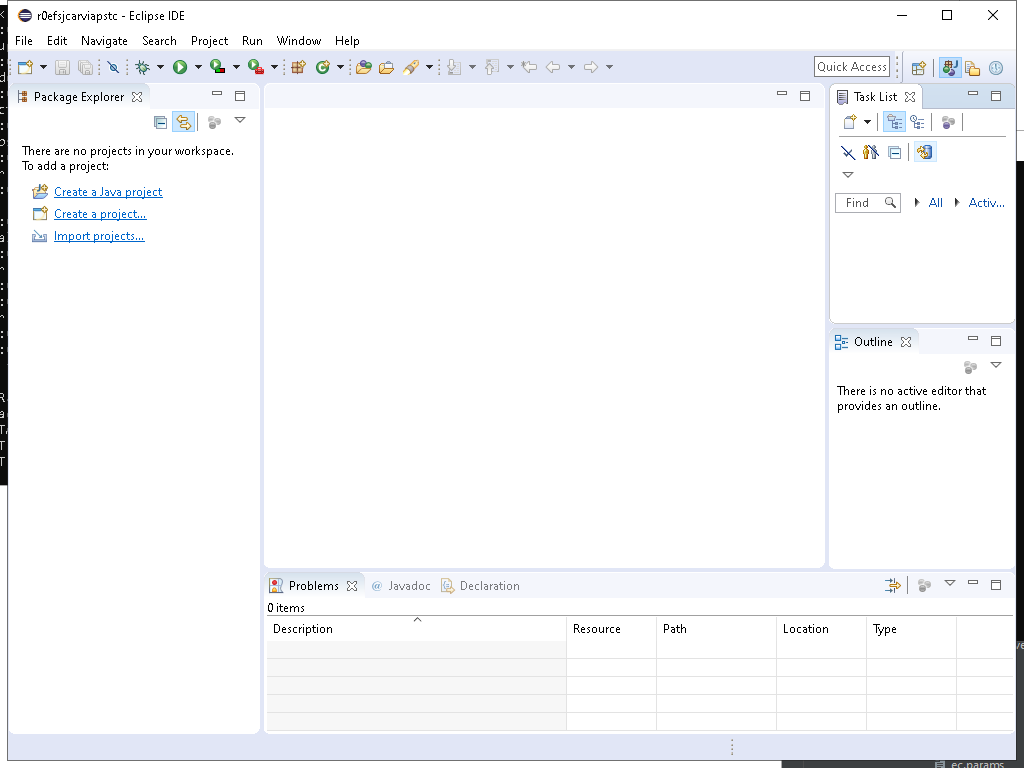 r0efsjcarviapstc - Eclipse IDE
File Edit Navigate Search Project Run Window Help
Quick Access
Package Explorer
There are no projects in your workspace.
To add a project:
Create a Java project
Create a project...
Import projects...
Task List
Find All Activ...
Outline
There is no active editor that
provides an outline.
Problems @ Javadoc Declaration
0 items
Description Resource Path Location Type
ec.params